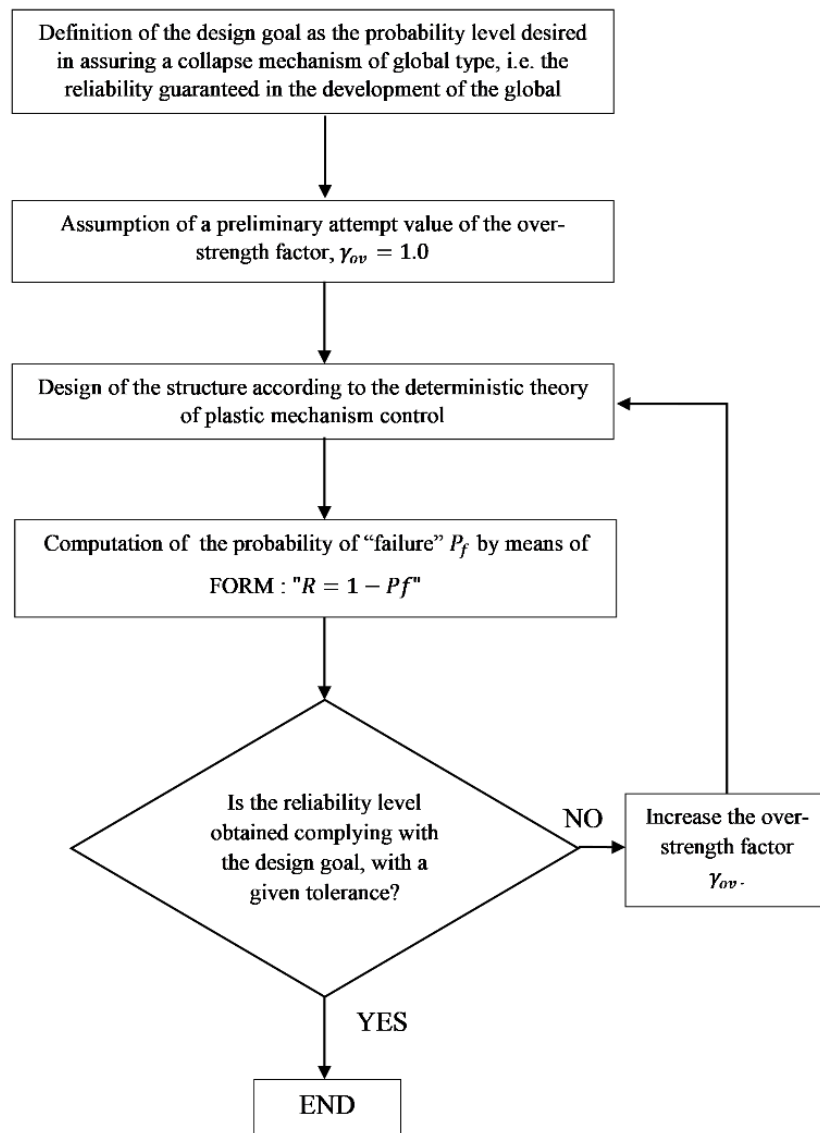 Definition of the design goal as the probability level desired
in assuring a collapse mechanism of global type, i.e. the
reliability guaranteed in the development of the global
Assumption of a preliminary attempt value of the over-
strength factor, γov = 1.0
Design of the structure according to the deterministic theory
of plastic mechanism control
Computation of the probability of “failure” Pf by means of
FORM : "R = 1 − Pf"
Is the reliability level
obtained complying with
the design goal, with a
given tolerance?
NO
Increase the over-
strength factor
γov.
YES
END